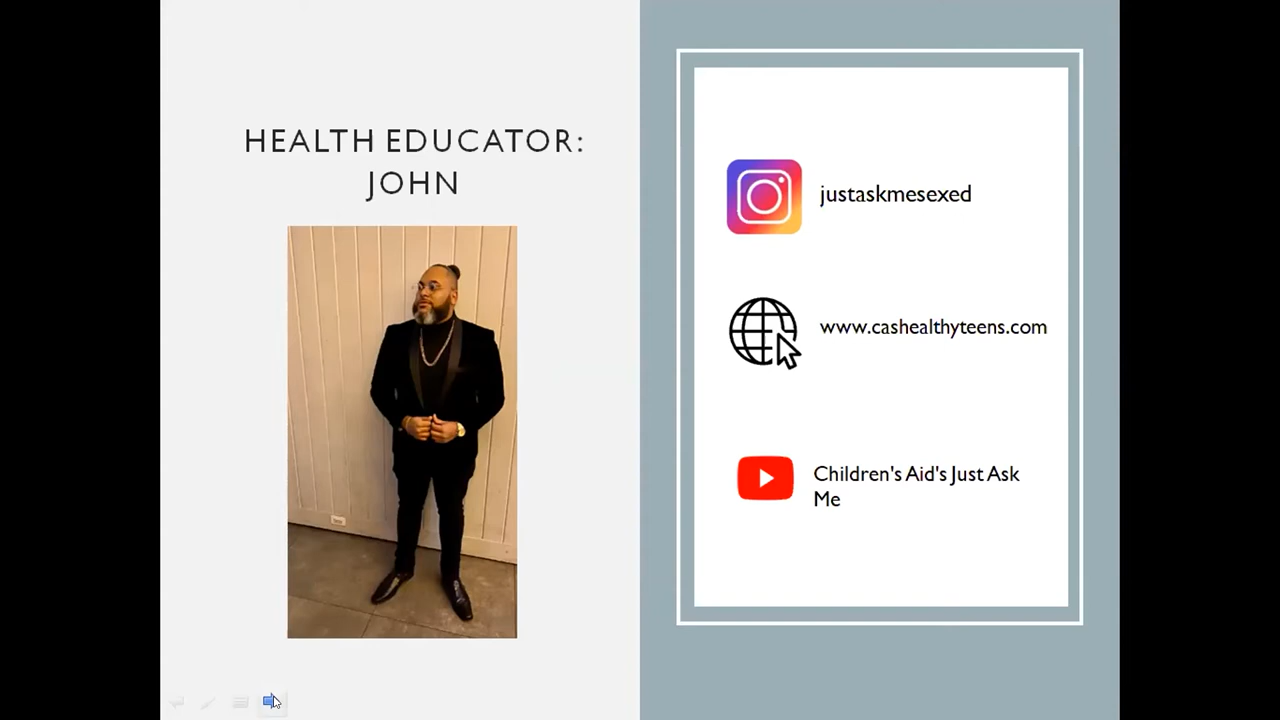 HEALTH EDUCATOR:
JOHN
justaskmesexed
www.cashealthyteens.com
Children's Aid's Just Ask
Me